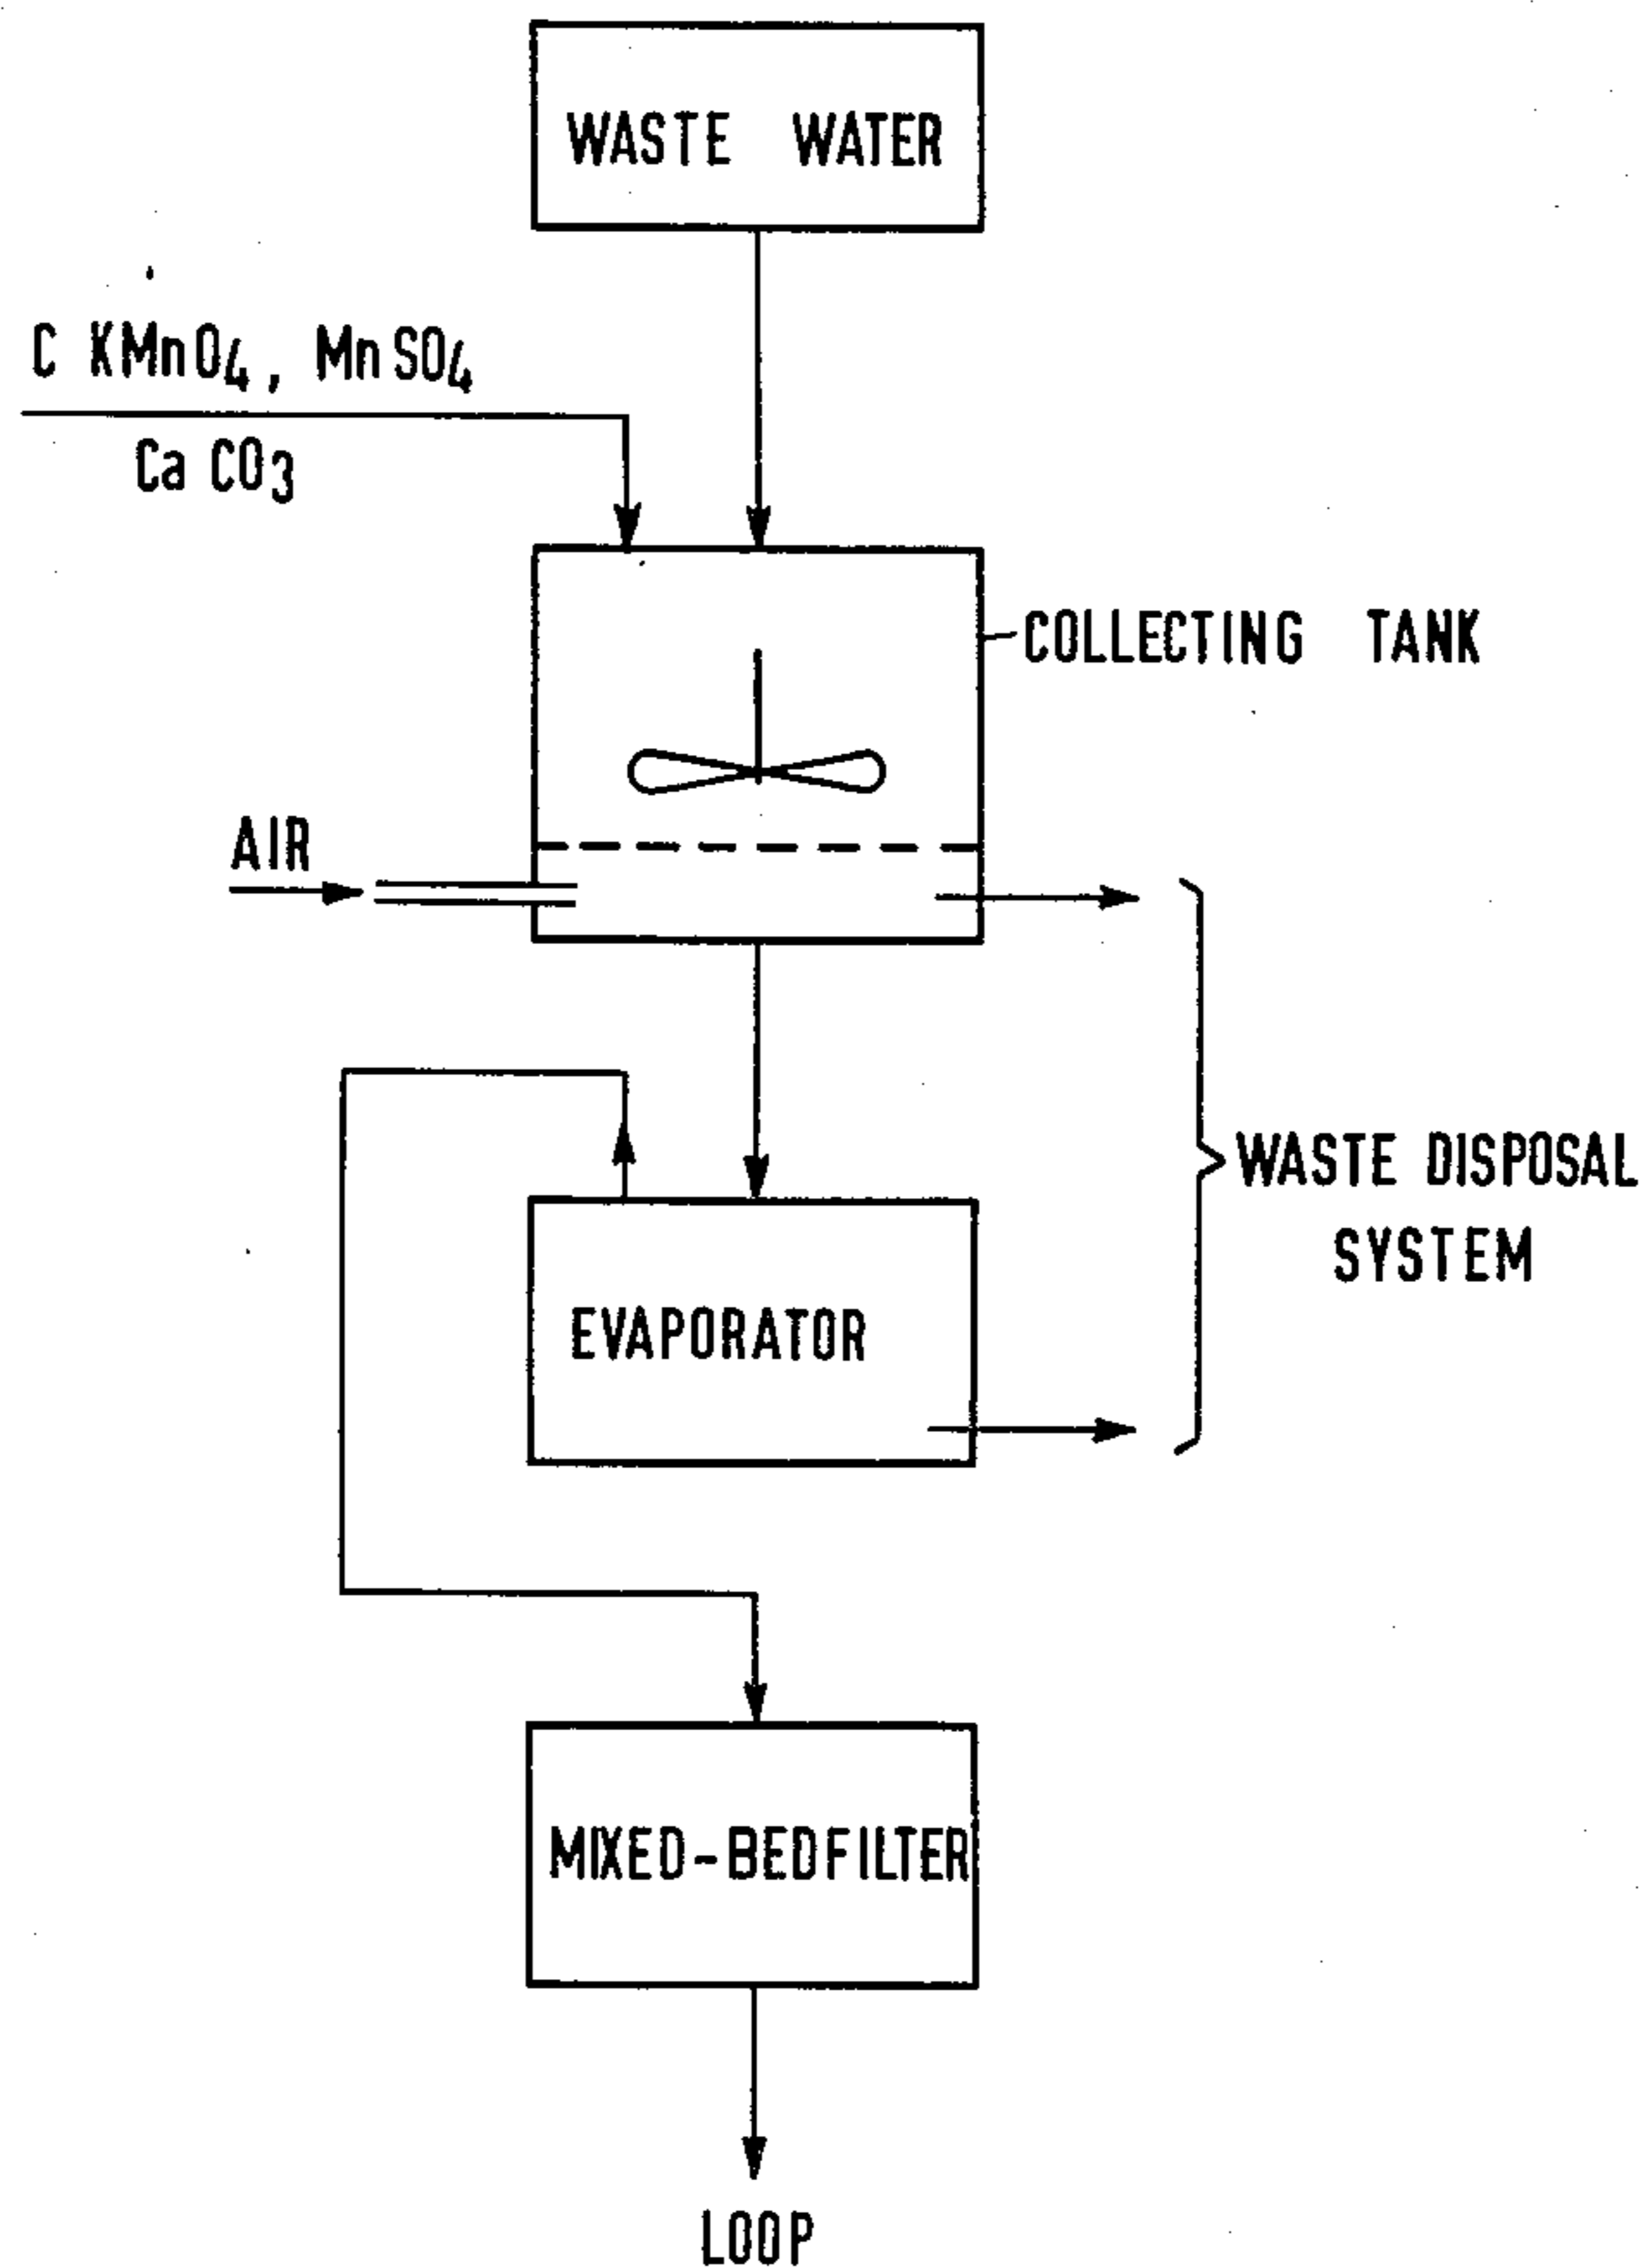 WASTE WATER
C KMnO4, MnSO4
CaCO3
COLLECTING TANK
AIR
WASTE DISPOSAL
SYSTEM
EVAPORATOR
MIXED-BEDFILTER
LOOP